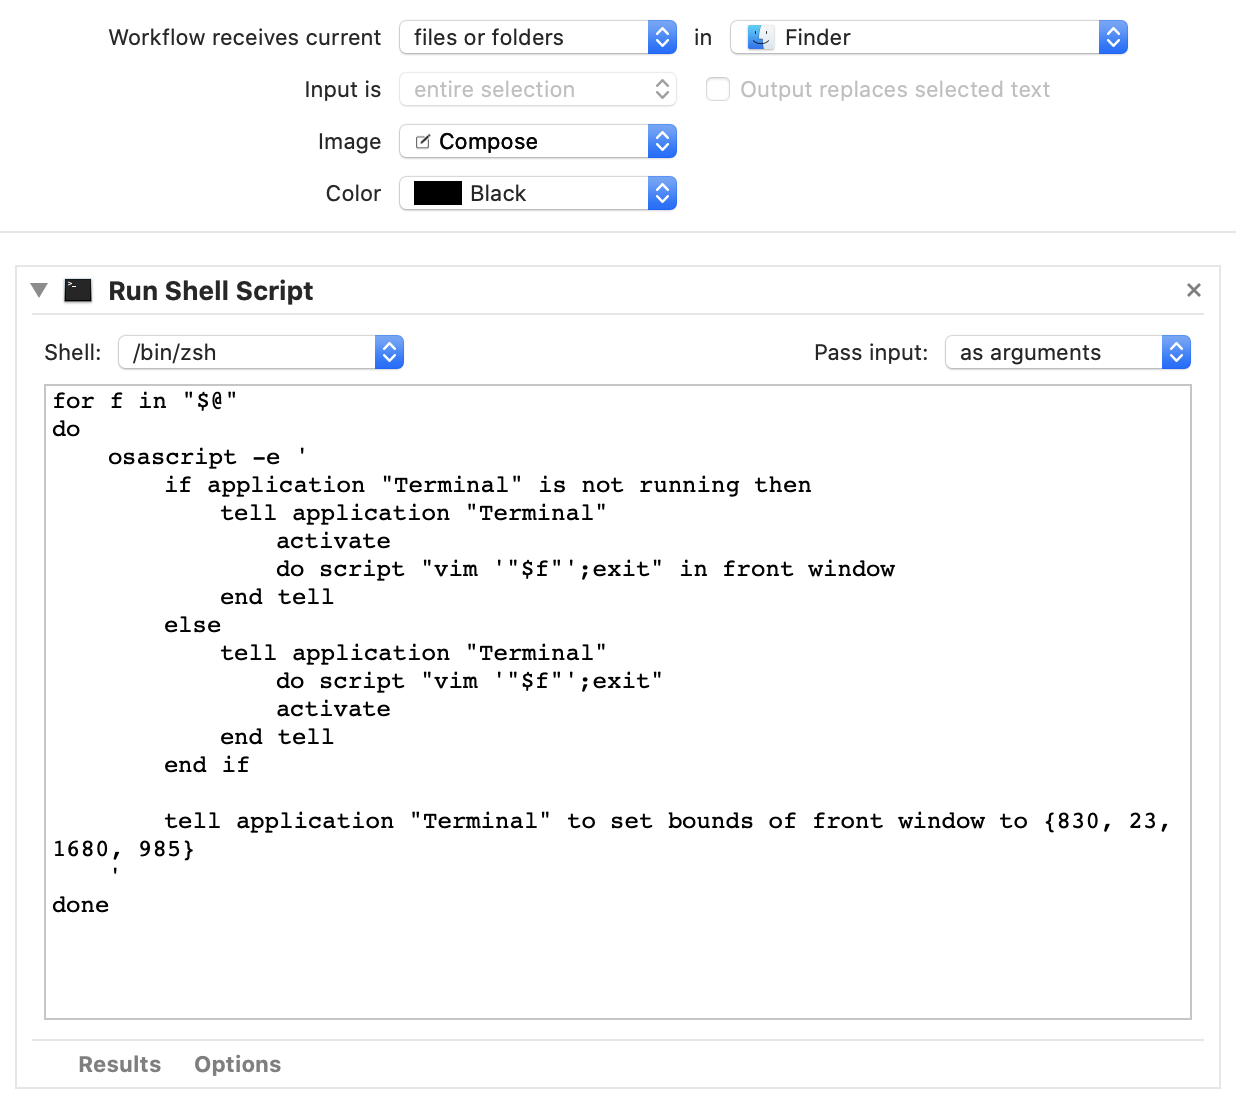 Workflow receives current files or folders in Finder
Input is entire selection Output replaces selected text
Image Compose
Color Black
Run Shell Script
Shell: /bin/zsh Pass input: as arguments
for f in "$@"
do
    osascript -e '
        if application "Terminal" is not running then
            tell application "Terminal"
                activate
                do script "vim '"$f"';exit" in front window
            end tell
        else
            tell application "Terminal"
                do script "vim '"$f"';exit"
                activate
            end tell
        end if

        tell application "Terminal" to set bounds of front window to {830, 23,
1680, 985}
    '
done
Results Options